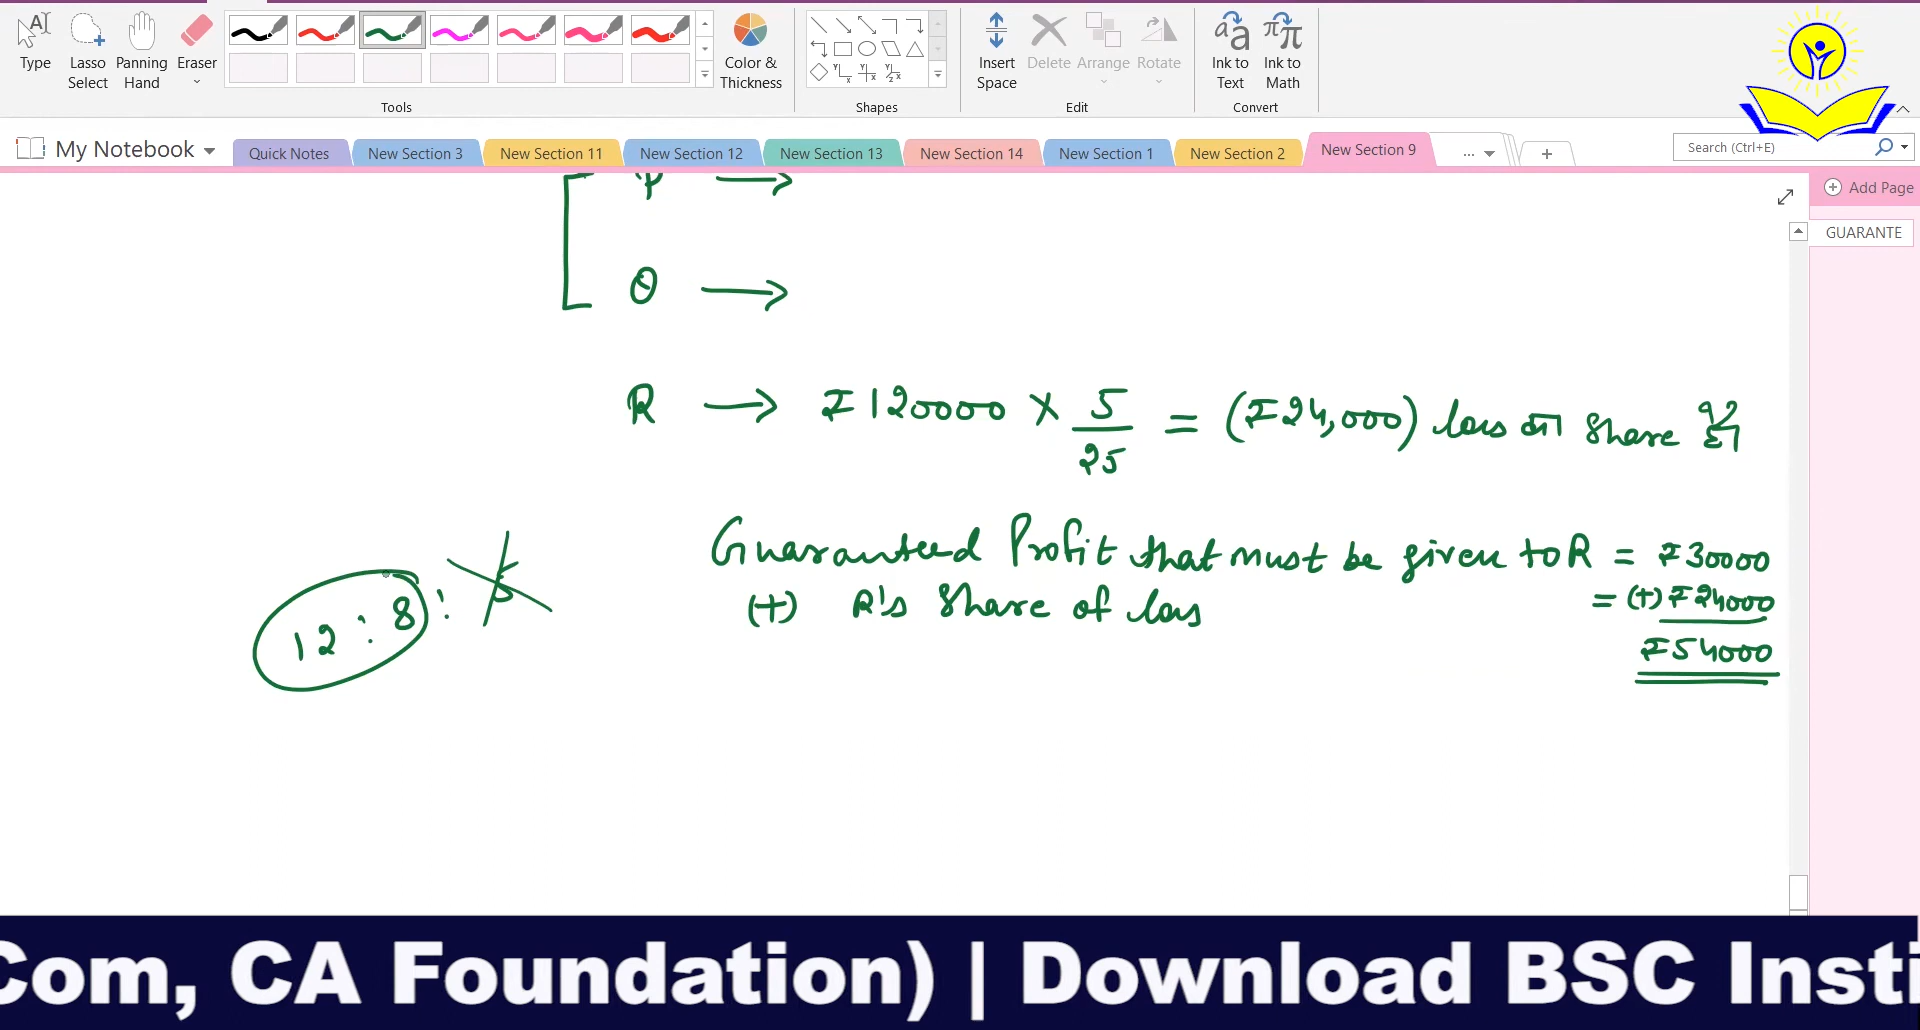 Type
Lasso Select
Panning Hand
Eraser
Color & Thickness
Insert Space
Delete
Arrange
Rotate
Ink to Text
Ink to Math
Tools
Shapes
Edit
Convert
My Notebook
Quick Notes
New Section 3
New Section 11
New Section 12
New Section 13
New Section 14
New Section 1
New Section 2
New Section 9
...
Search (Ctrl+E)
Add Page
GUARANTE
P →
Q →
R → ₹120000 × 5/25 = (₹24,000) loss का share है
Guaranteed Profit that must be given to R = ₹30000
(+) R's share of loss = (+) ₹24000
₹54000
12 : 8 : 5
Com, CA Foundation) | Download BSC Insti